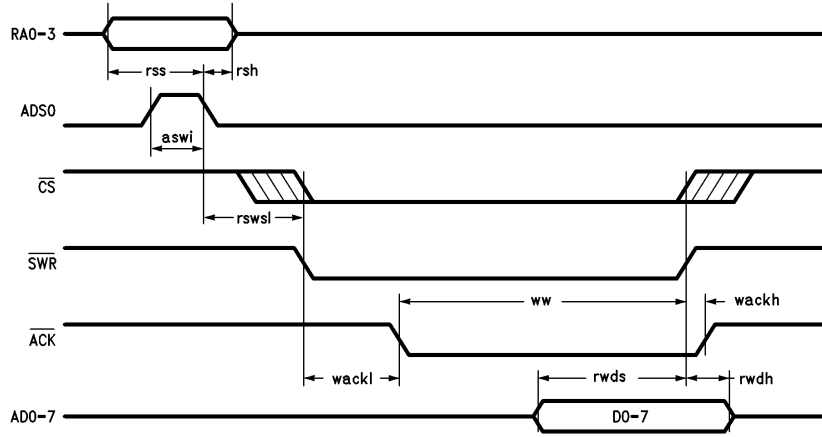 RA0-3
rss
rsh
ADS0
aswi
CS
rswsl
SWR
ww
wackh
ACK
wackl
rwds
rwdh
AD0-7
D0-7